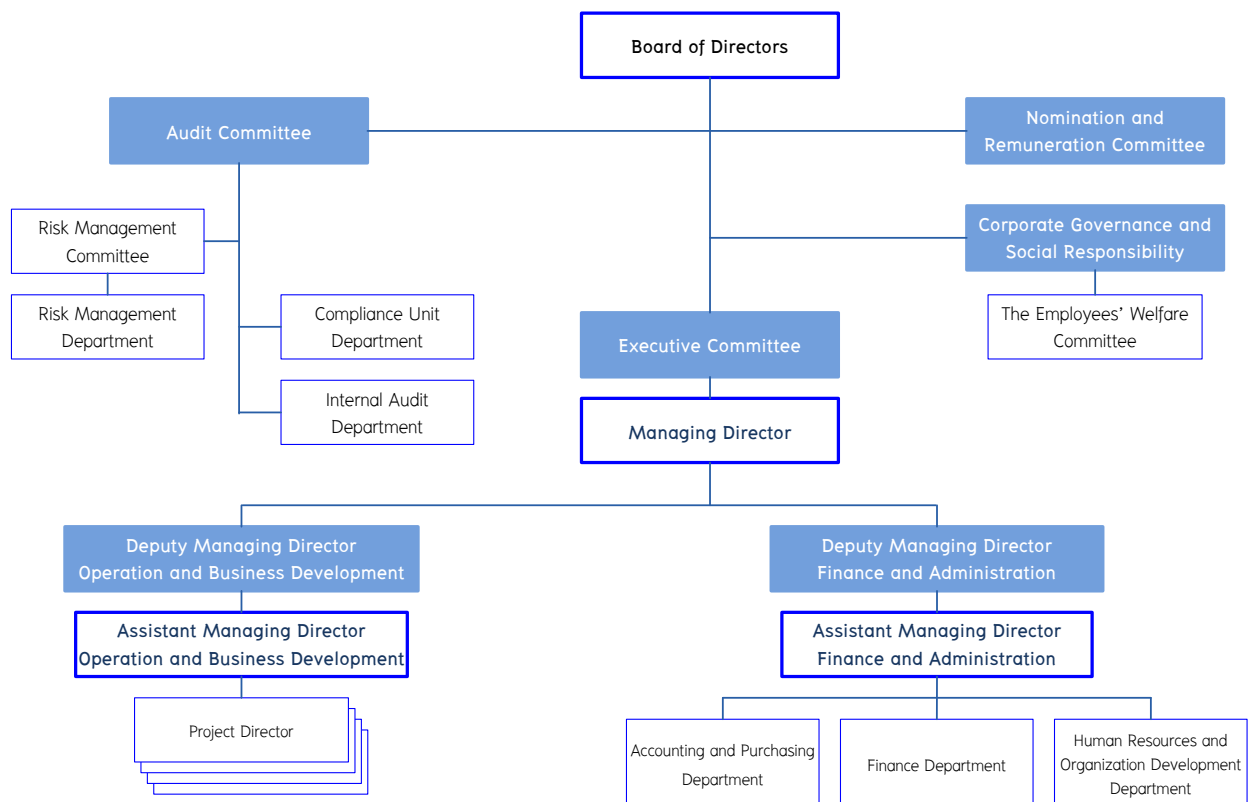 Board of Directors
Audit Committee
Nomination and
Remuneration Committee
Risk Management
Committee
Corporate Governance and
Social Responsibility
Risk Management
Department
Compliance Unit
Department
The Employees’ Welfare
Committee
Executive Committee
Internal Audit
Department
Managing Director
Deputy Managing Director
Operation and Business Development
Deputy Managing Director
Finance and Administration
Assistant Managing Director
Operation and Business Development
Assistant Managing Director
Finance and Administration
Project Director
Accounting and Purchasing
Department
Finance Department
Human Resources and
Organization Development
Department